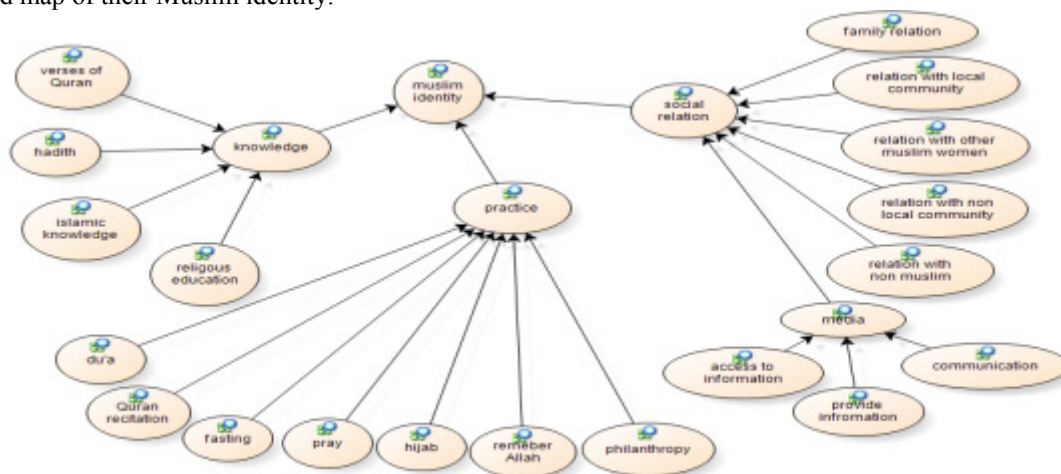 d map of their Muslim identity.
family relation
verses of
Quran
muslim
identity
relation with local
community
social
relation
hadith
knowledge
relation with other
muslim women
practice
relation with non
local community
islamic
knowledge
religous
education
relation with
non muslim
media
du'a
access to
information
communication
Quran
recitation
provide
infromation
fasting
pray
hijab
remeber
Allah
philanthropy